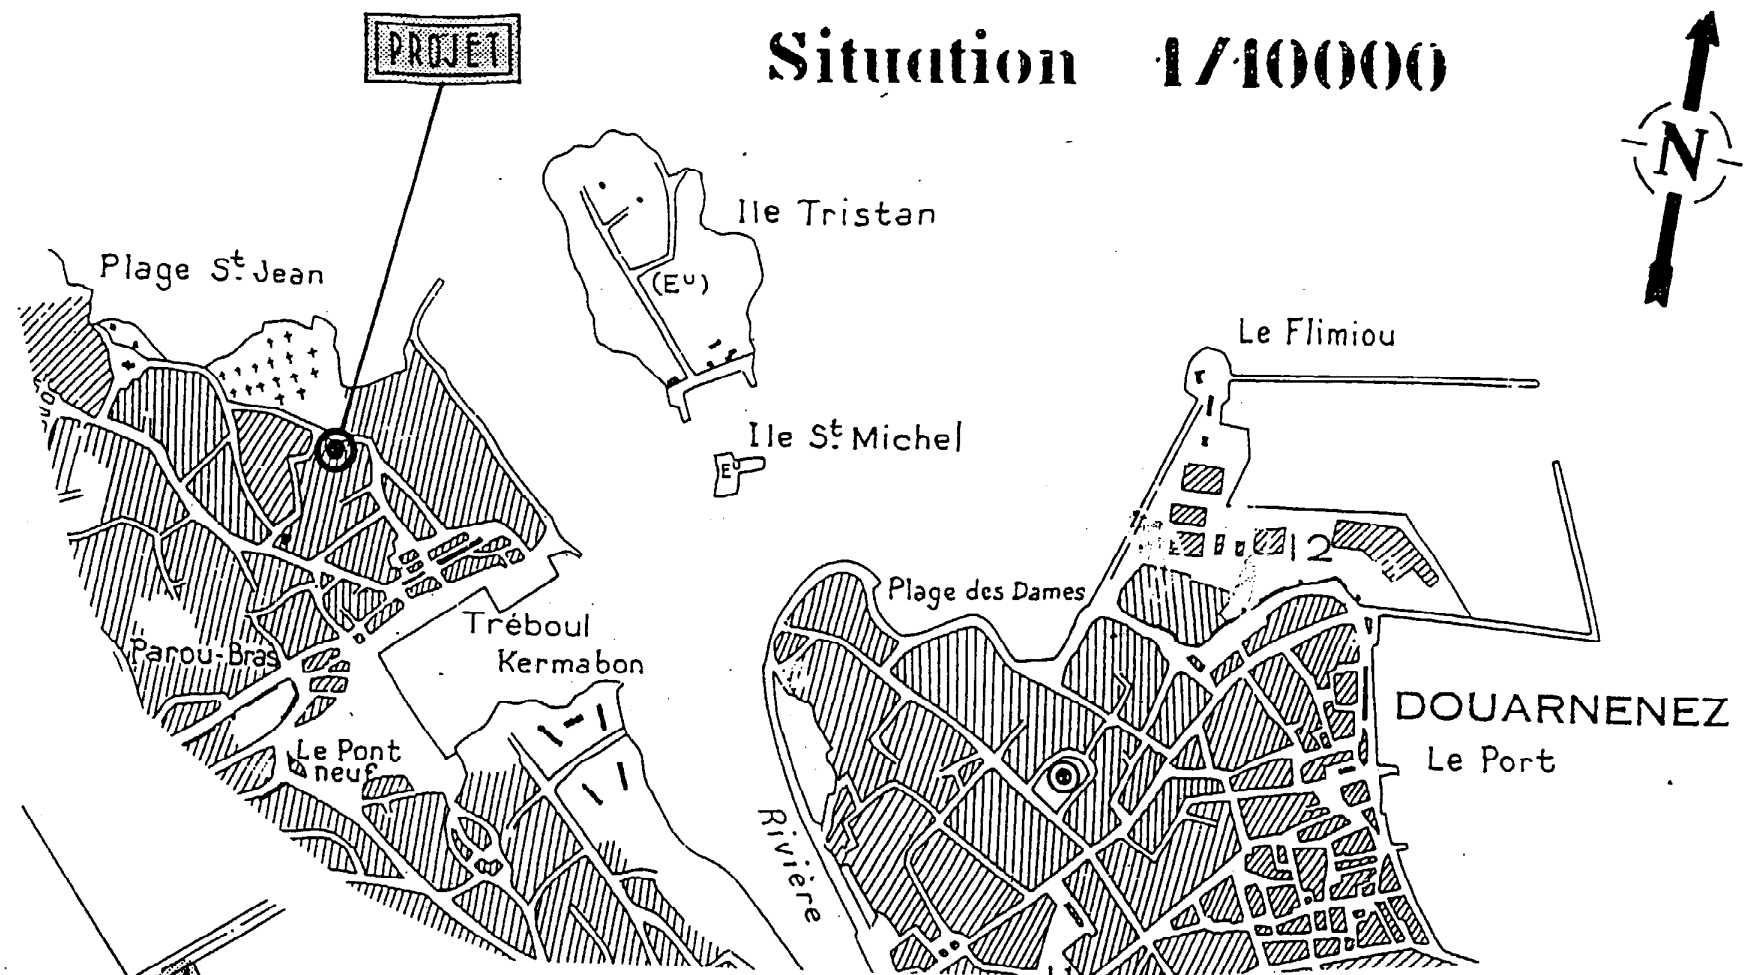 PROJET
Situation 1/10000
N
Ile Tristan
(Eu)
Plage St Jean
Le Flimiou
Ile St Michel
E
12
Plage des Dames
Tréboul
Kermabon
Parou-Bras
DOUARNENEZ
Le Pont
neuf
Le Port
Rivière